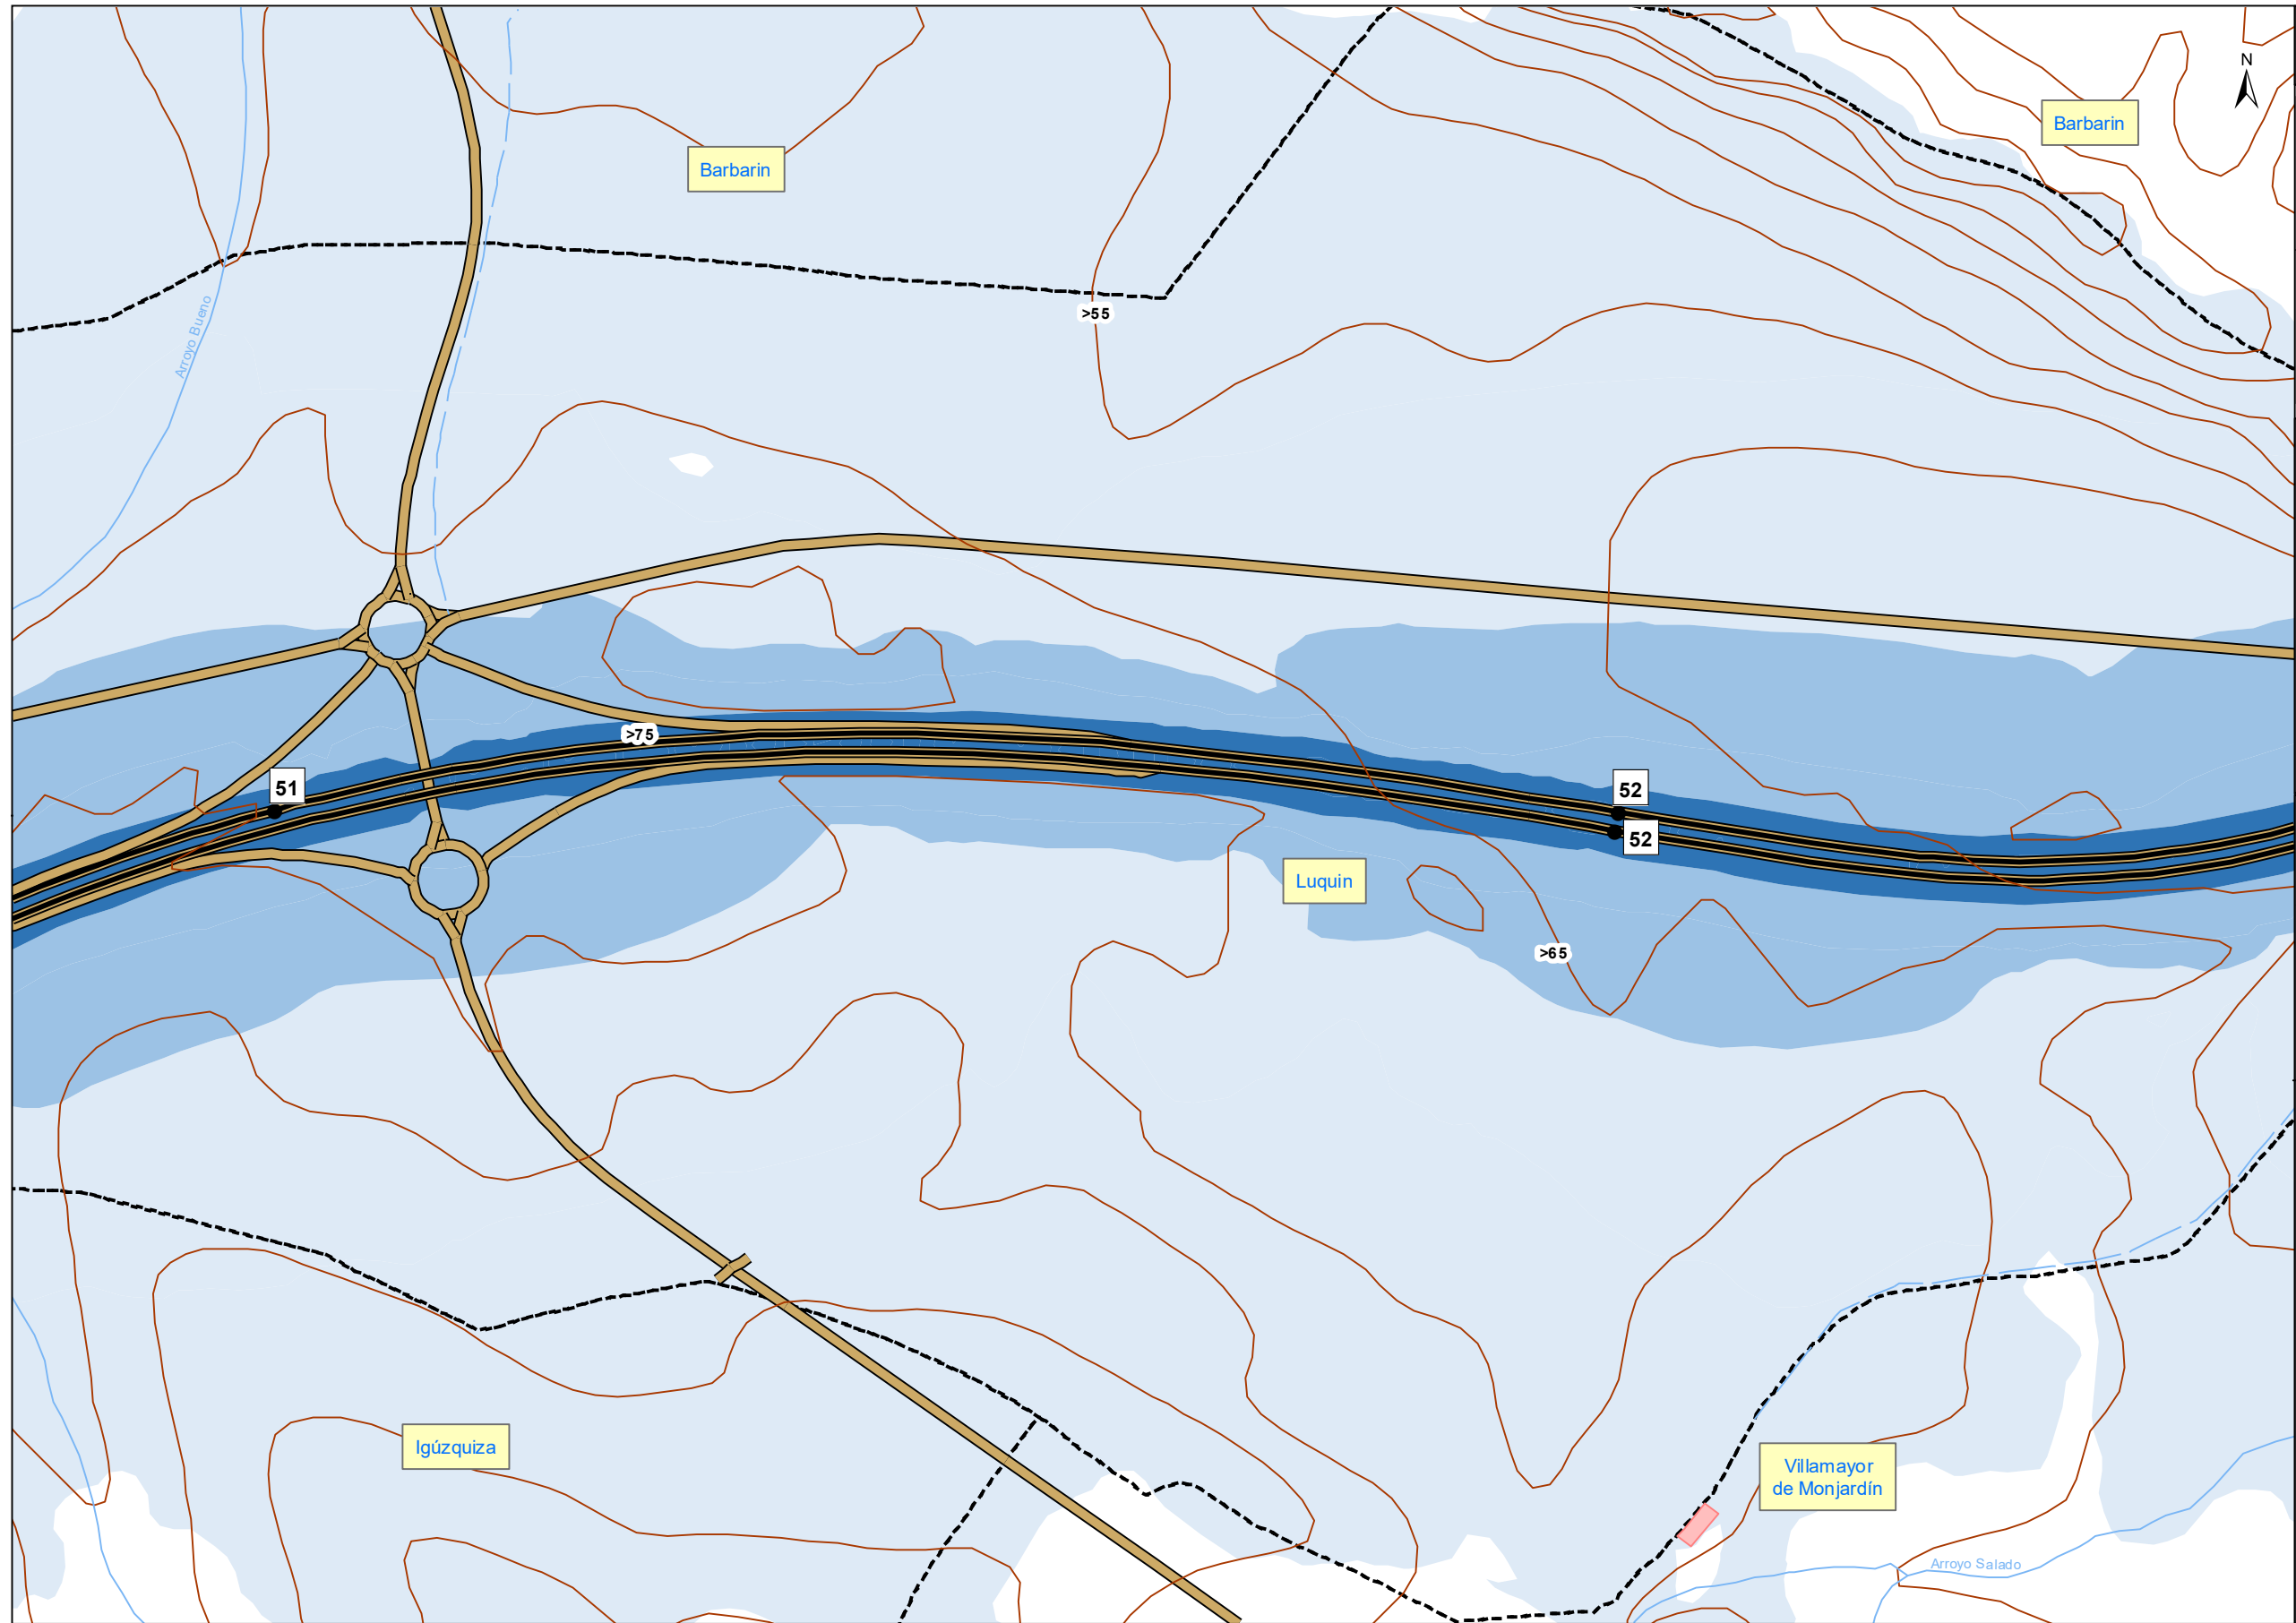 N
Barbarin
Barbarin
Arroyo Bueno
>55
>75
51
52
52
Luquin
>65
Igúzquiza
Villamayor
de Monjardín
Arroyo Salado